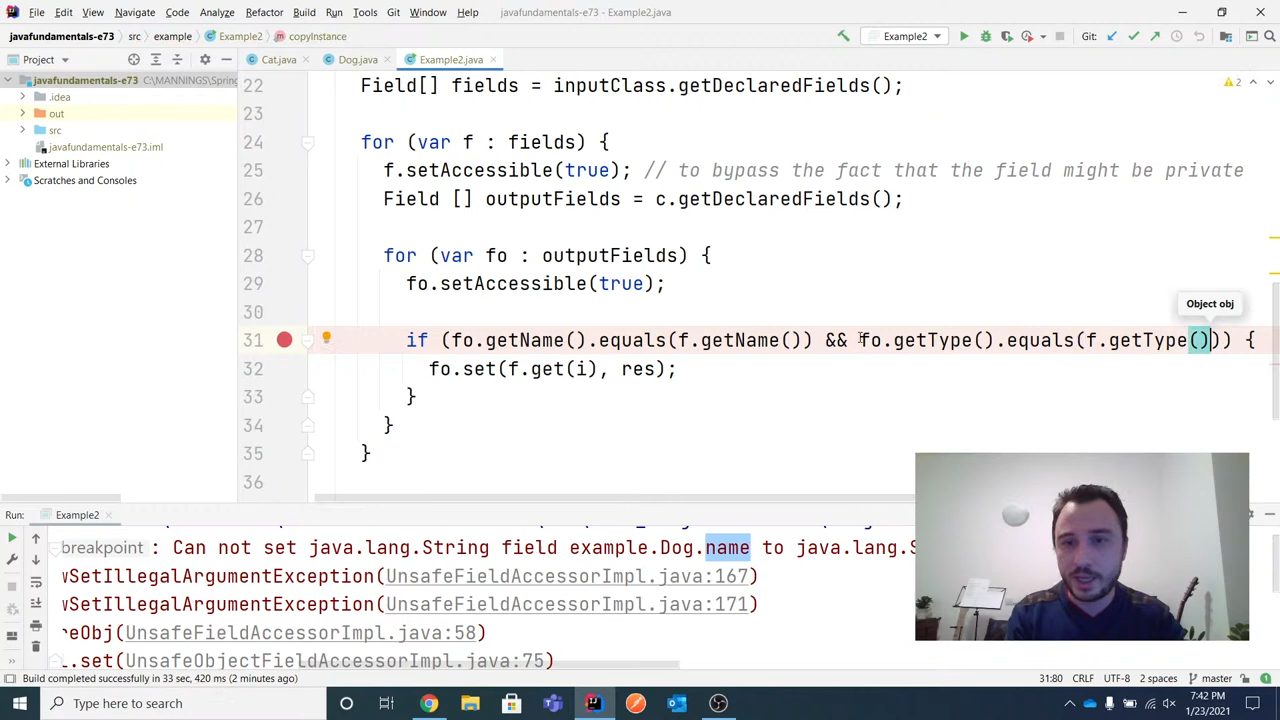 File Edit View Navigate Code Analyze Refactor Build Run Tools Git Window Help javafundamentals-e73 - Example2.java
javafundamentals-e73 src example Example2 copyInstance Example2 Git: master
Project Cat.java Dog.java Example2.java
javafundamentals-e73 C:\MANNINGS\Spring
.idea
out
src
javafundamentals-e73.iml
External Libraries
Scratches and Consoles
2
22 Field[] fields = inputClass.getDeclaredFields();
23
24 for (var f : fields) {
25 f.setAccessible(true); // to bypass the fact that the field might be private
26 Field [] outputFields = c.getDeclaredFields();
27
28 for (var fo : outputFields) {
29 fo.setAccessible(true);
30
Object obj
31 if (fo.getName().equals(f.getName()) && fo.getType().equals(f.getType())) {
32 fo.set(f.get(i), res);
33 }
34 }
35 }
36
Run: Example2
breakpoint: Can not set java.lang.String field example.Dog.name to java.lang.S
wSetIllegalArgumentException(UnsafeFieldAccessorImpl.java:167)
wSetIllegalArgumentException(UnsafeFieldAccessorImpl.java:171)
reObj(UnsafeFieldAccessorImpl.java:58)
.set(UnsafeObjectFieldAccessorImpl.java:75)
Build completed successfully in 33 sec, 420 ms (2 minutes ago) 31:80 CRLF UTF-8 2 spaces master
Type here to search
7:42 PM
1/23/2021